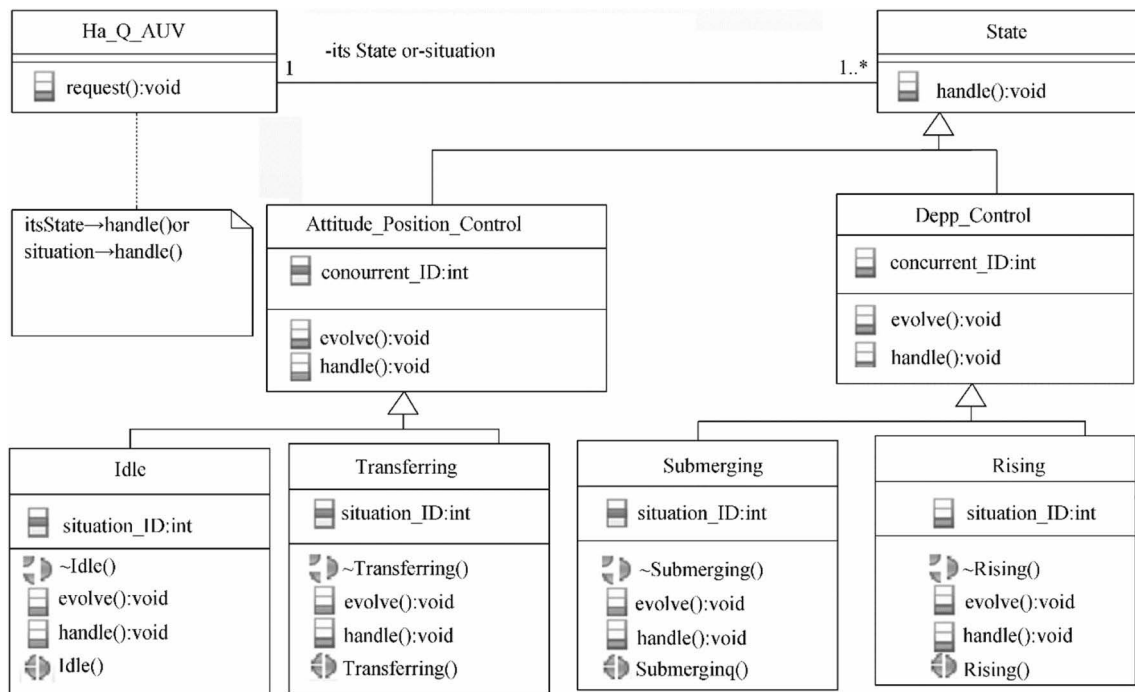 Ha_Q_AUV
request():void
-its State or-situation
1
1..*
State
handle():void
itsState→handle()or
situation→handle()
Attitude_Position_Control
conourrent_ID:int
evolve():void
handle():void
Depp_Control
concurrent_ID:int
evolve():void
handle():void
Idle
situation_ID:int
~Idle()
evolve():void
handle():void
Idle()
Transferring
situation_ID:int
~Transferring()
evolve():void
handle():void
Transferring()
Submerging
situation_ID:int
~Submerging()
evolve():void
handle():void
Submerginq()
Rising
situation_ID:int
~Rising()
evolve():void
handle():void
Rising()